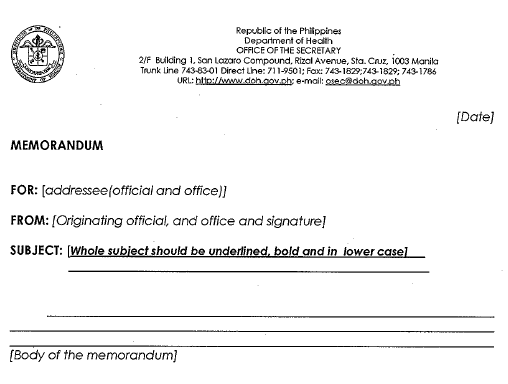 Republic of the Philippines
Department of Health
OFFICE OF THE SECRETARY
2/F Building 1, San Lazaro Compound, Rizal Avenue, Sta. Cruz, 1003 Manila
Trunk Line 743-83-01 Direct Line: 711-9501; Fax: 743-1829;743-1829; 743-1786
URL: http://www.doh.gov.ph; e-mail: osec@doh.gov.ph
[Date]
MEMORANDUM
FOR: [addressee(official and office)]
FROM: [Originating official, and office and signature]
SUBJECT: [Whole subject should be underlined, bold and in lower case]
[Body of the memorandum]